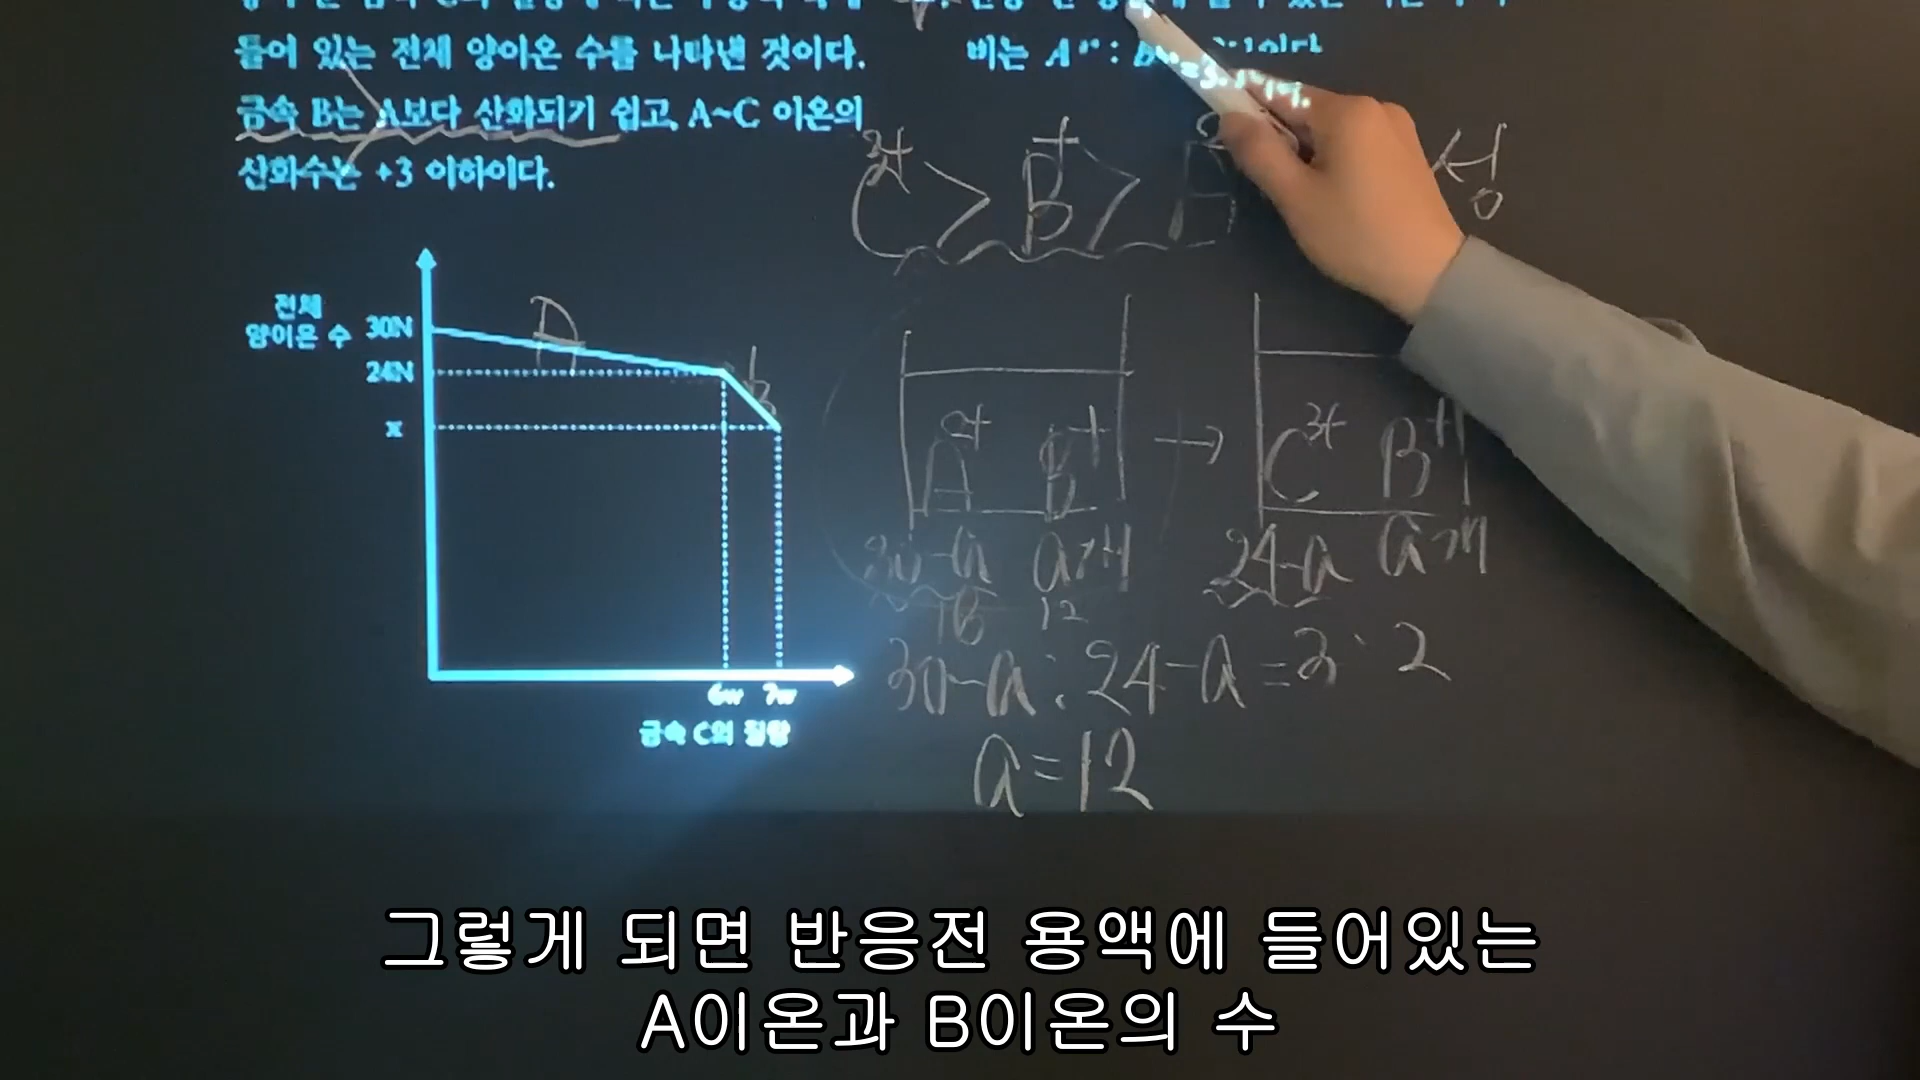 들어 있는 전체 양이온 수를 나타낸 것이다.
금속 B는 A보다 산화되기 쉽고, A~C 이온의
산화수는 +3 이하이다.
비는
C³⁺ > B⁺ >
0
전체
양이온 수
30N
24N
x
A
B
6w 7w
금속 C의 질량
A²⁺ B⁺ → C³⁺ B⁺
30-a a 24-a a
18 12
30-a : 24-a = 3 : 2
a = 12
그렇게 되면 반응전 용액에 들어있는
A이온과 B이온의 수